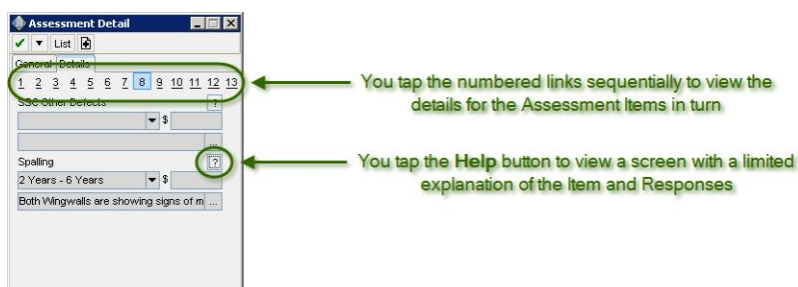 Assessment Detail
List
General Details
1 2 3 4 5 6 7 8 9 10 11 12 13
SSC Other Defects ?
$
...
Spalling ?
2 Years - 6 Years $
Both Wingwalls are showing signs of m ...
You tap the numbered links sequentially to view the
details for the Assessment Items in turn
You tap the Help button to view a screen with a limited
explanation of the Item and Responses